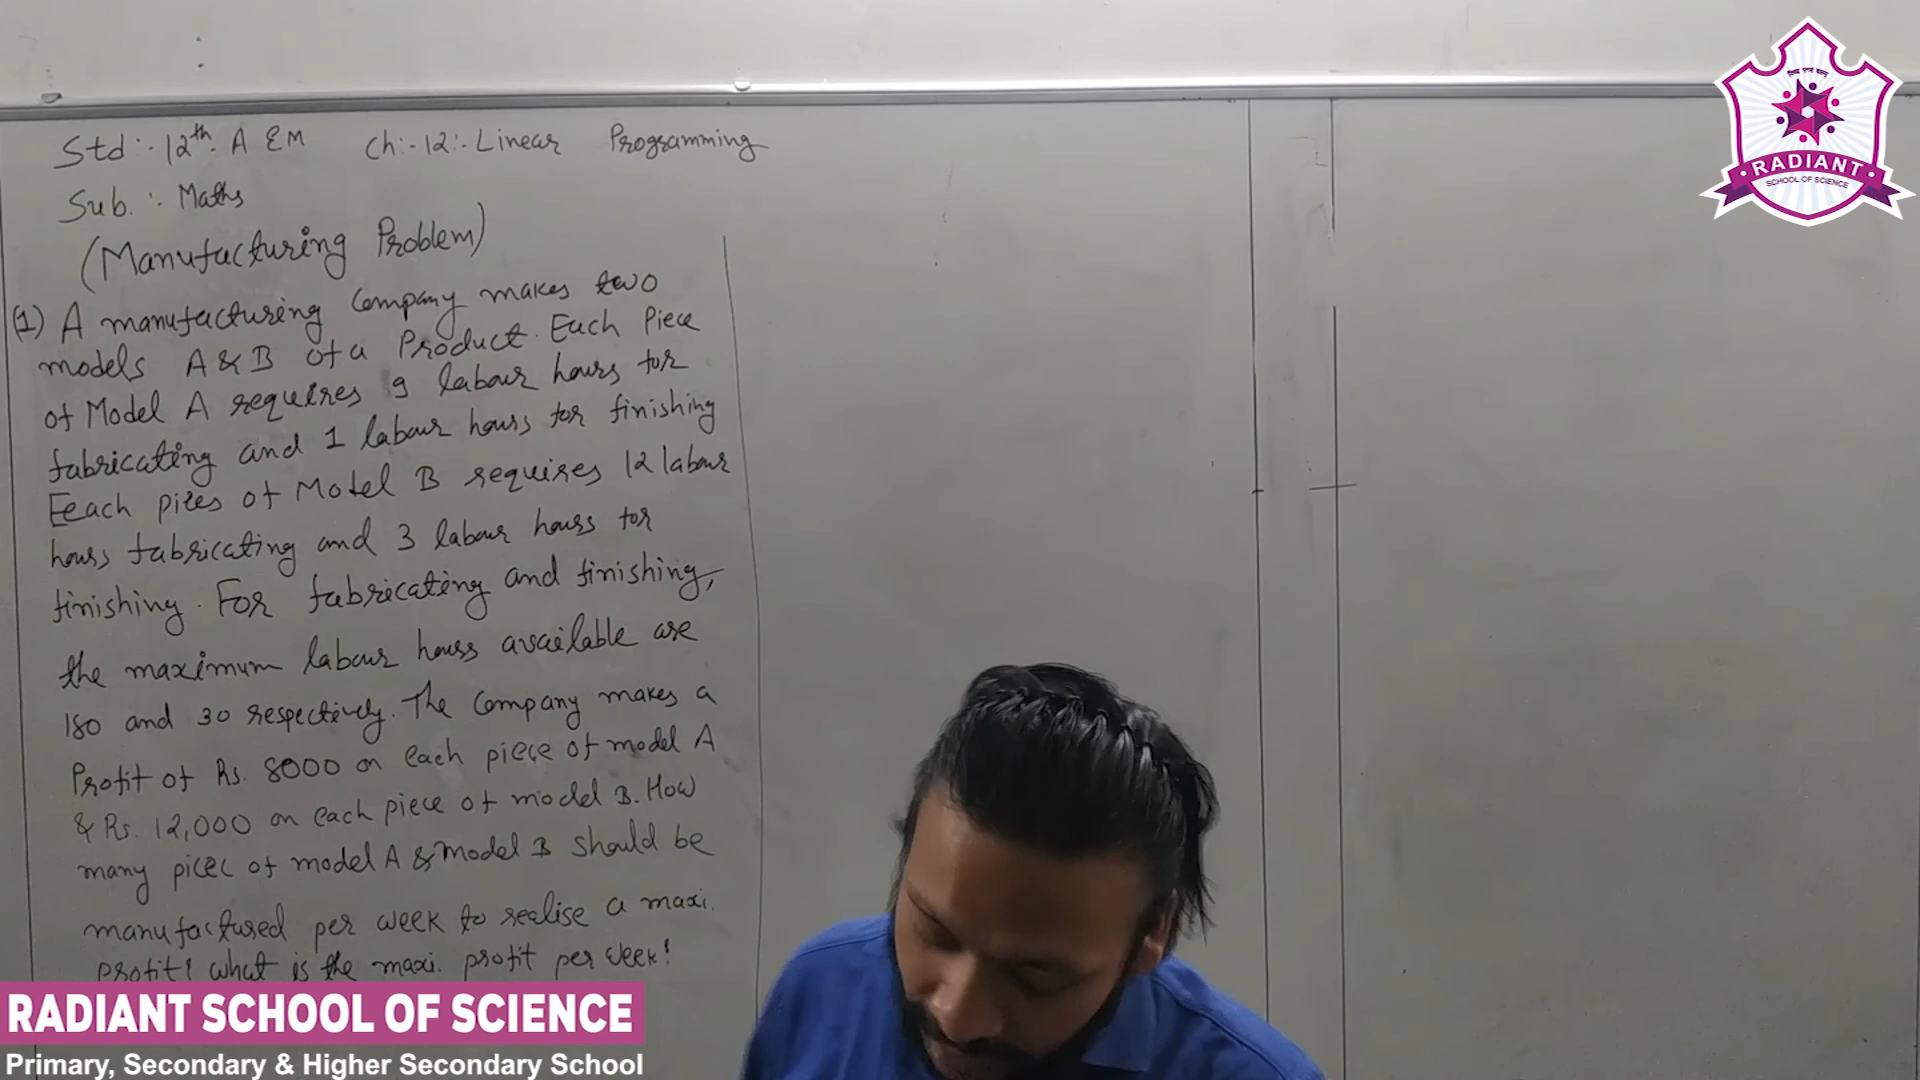 Std :- 12th A EM Ch :- 12 :- Linear Programming
Sub. :- Maths
(Manufacturing Problem)
(1) A manufacturing Company makes two
models A & B of a Product. Each Piece
of Model A requires 9 labour hours for
fabricating and 1 labour hours for finishing
Eeach pices of Model B requires 12 labour
hours fabricating and 3 labour hours for
finishing. For fabricating and finishing,
the maximum labour hours available are
180 and 30 respectively. The Company makes a
Profit of Rs. 8000 on each piece of model A
& Rs. 12,000 on each piece of model B. How
many picec of model A & Model B should be
manufactured per week to realise a maxi.
profit? what is the maxi. profit per week?
RADIANT
SCHOOL OF SCIENCE
RADIANT SCHOOL OF SCIENCE
Primary, Secondary & Higher Secondary School